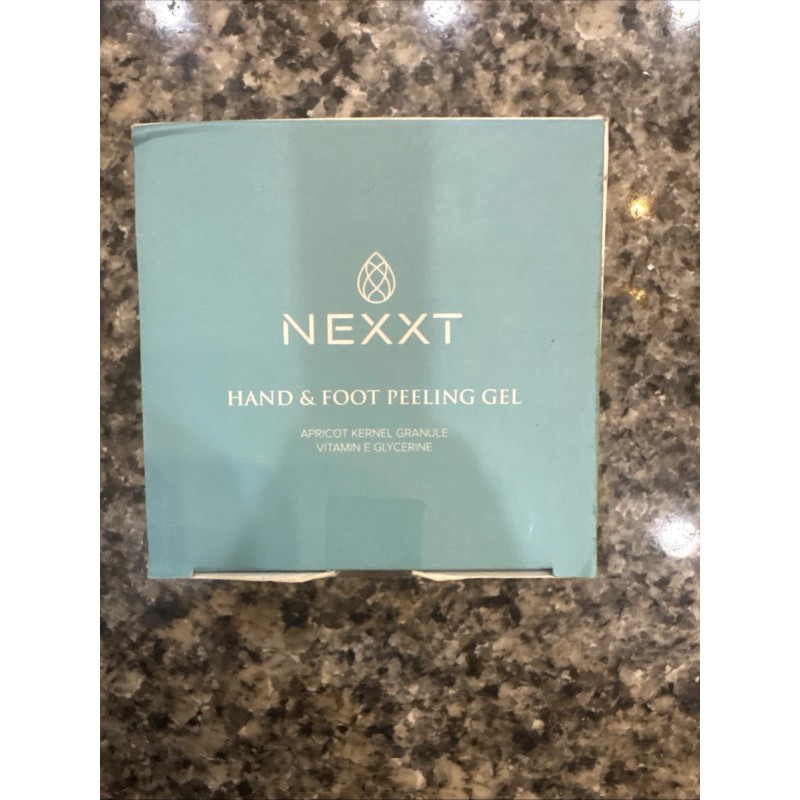 NEXXT
HAND & FOOT PEELING GEL
APRICOT KERNEL GRANULE
VITAMIN E GLYCERINE